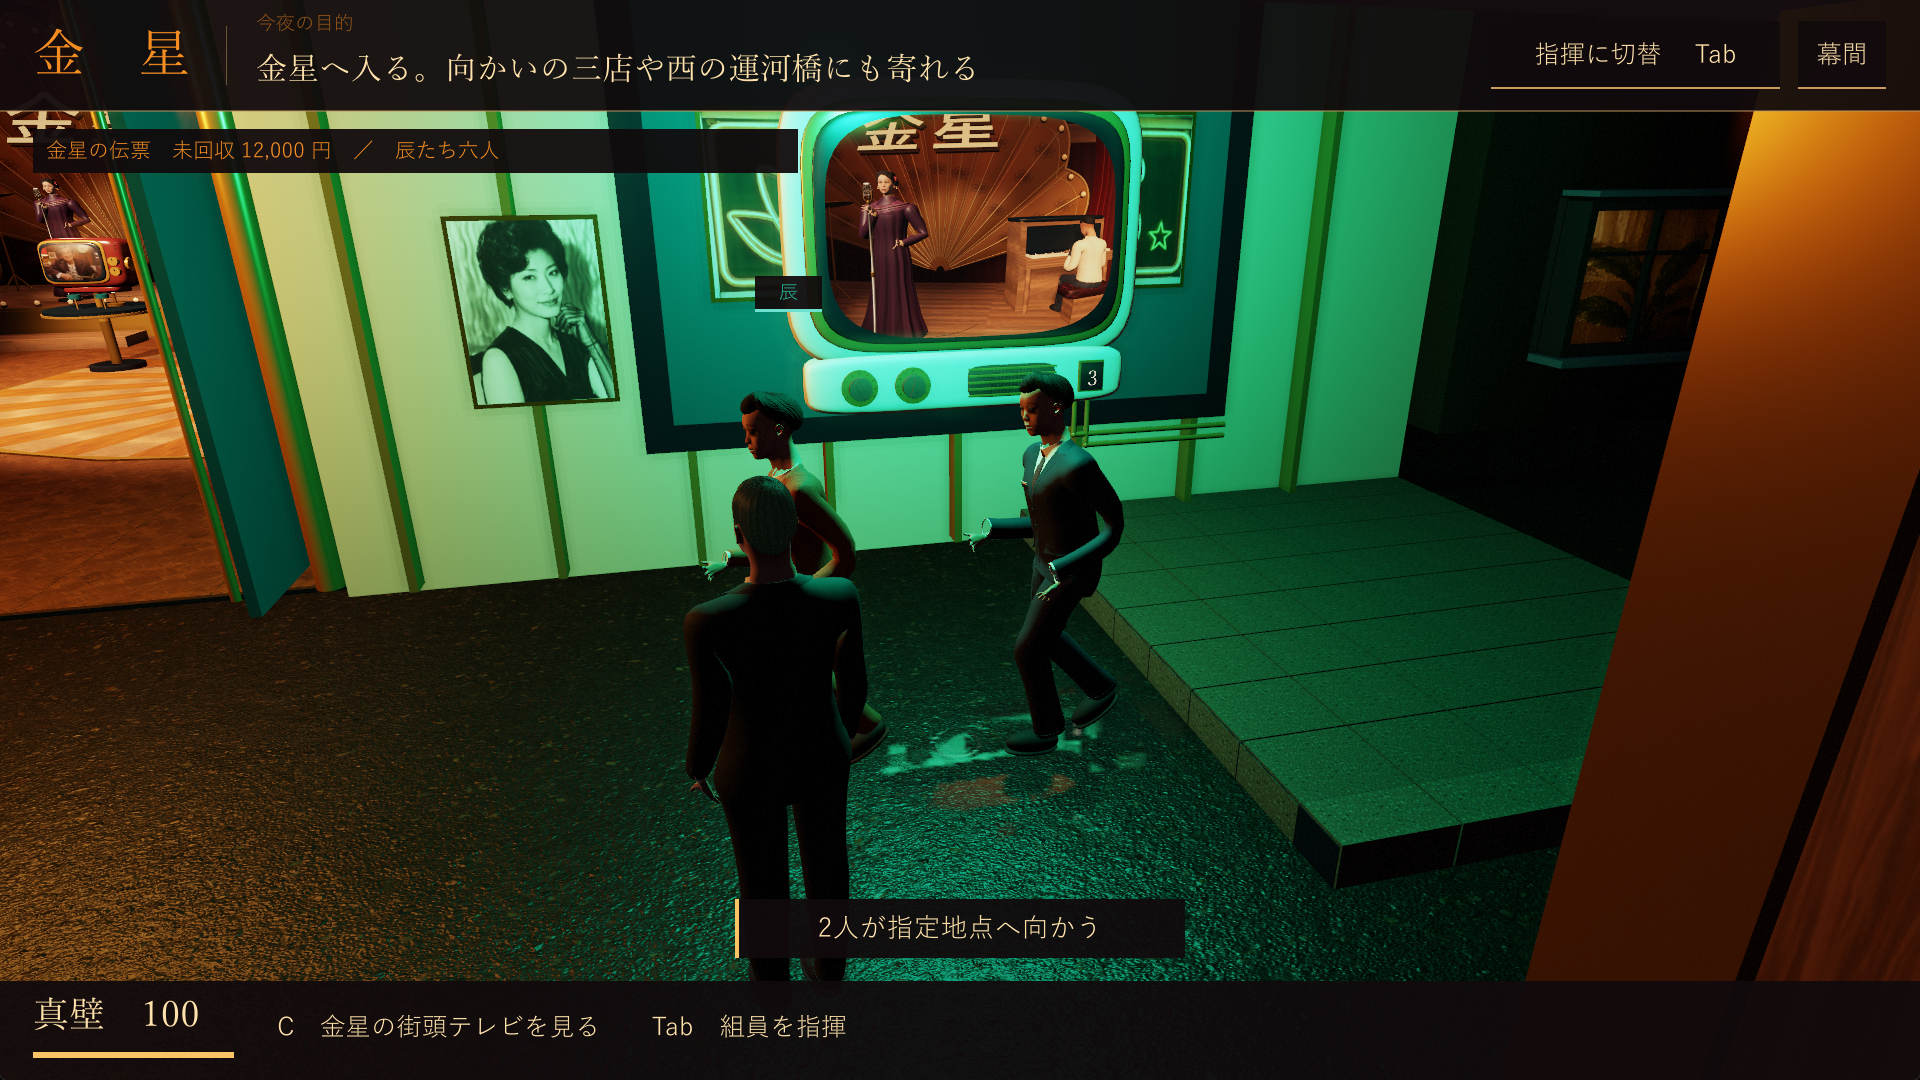 金星
今夜の目的
金星へ入る。向かいの三店や西の運河橋にも寄れる
指揮に切替 Tab
幕間
金星の伝票 未回収 12,000 円 ／ 辰たち六人
金星
辰
3
2人が指定地点へ向かう
真壁 100
C 金星の街頭テレビを見る Tab 組員を指揮